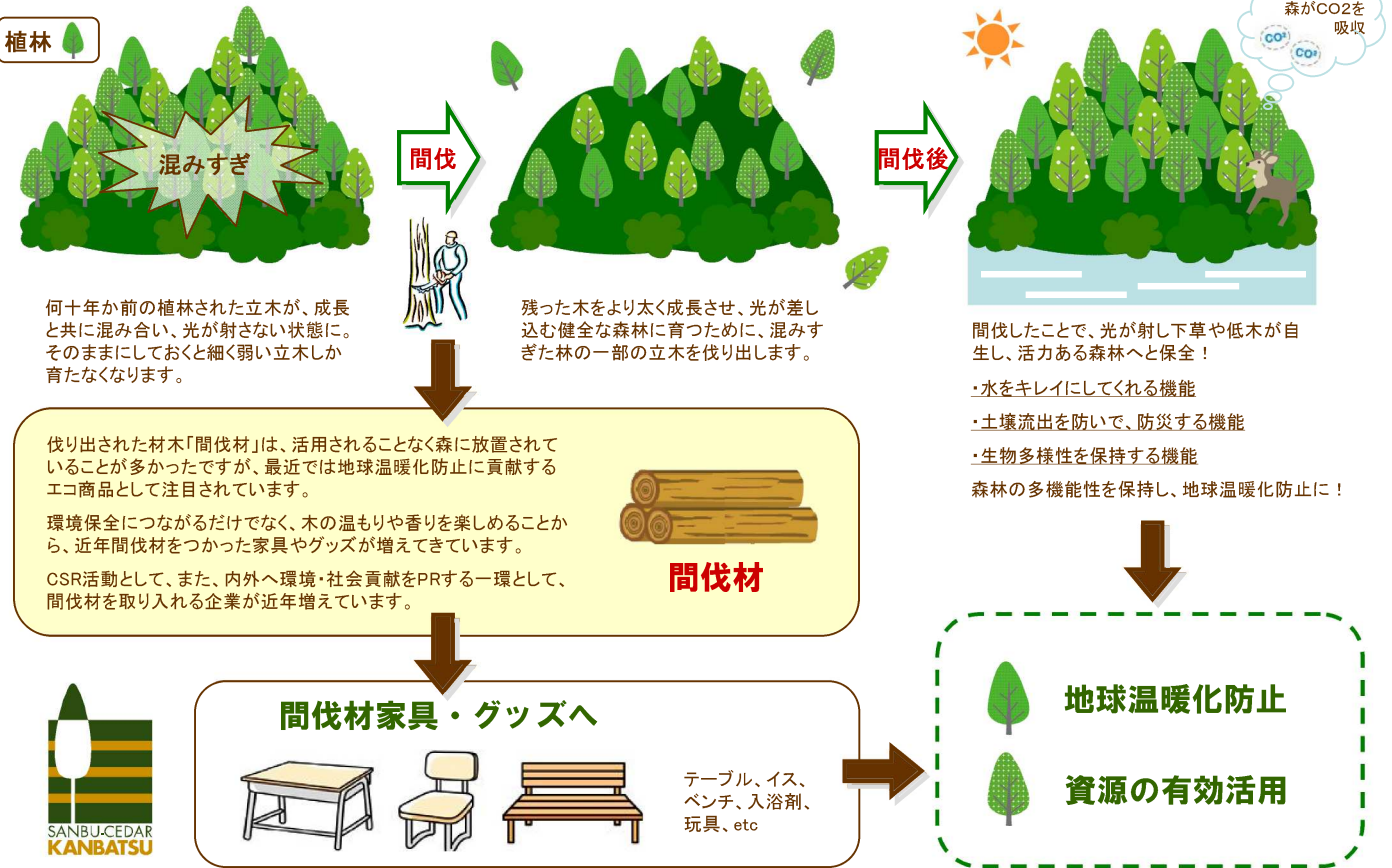 植林
混みすぎ
間伐
間伐後
森がCO2を
吸収
CO²
CO²
何十年か前の植林された立木が、成長
と共に混み合い、光が射さない状態に。
そのままにしておくと細く弱い立木しか
育たなくなります。
残った木をより太く成長させ、光が差し
込む健全な森林に育つために、混みす
ぎた林の一部の立木を伐り出します。
間伐したことで、光が射し下草や低木が自
生し、活力ある森林へと保全！
・水をキレイにしてくれる機能
・土壌流出を防いで、防災する機能
・生物多様性を保持する機能
森林の多機能性を保持し、地球温暖化防止に！
伐り出された材木「間伐材」は、活用されることなく森に放置されて
いることが多かったですが、最近では地球温暖化防止に貢献する
エコ商品として注目されています。
環境保全につながるだけでなく、木の温もりや香りを楽しめることか
ら、近年間伐材をつかった家具やグッズが増えてきています。
CSR活動として、また、内外へ環境・社会貢献をPRする一環として、
間伐材を取り入れる企業が近年増えています。
間伐材
間伐材家具・グッズへ
テーブル、イス、
ベンチ、入浴剤、
玩具、etc
SANBU-CEDAR
KANBATSU
地球温暖化防止
資源の有効活用